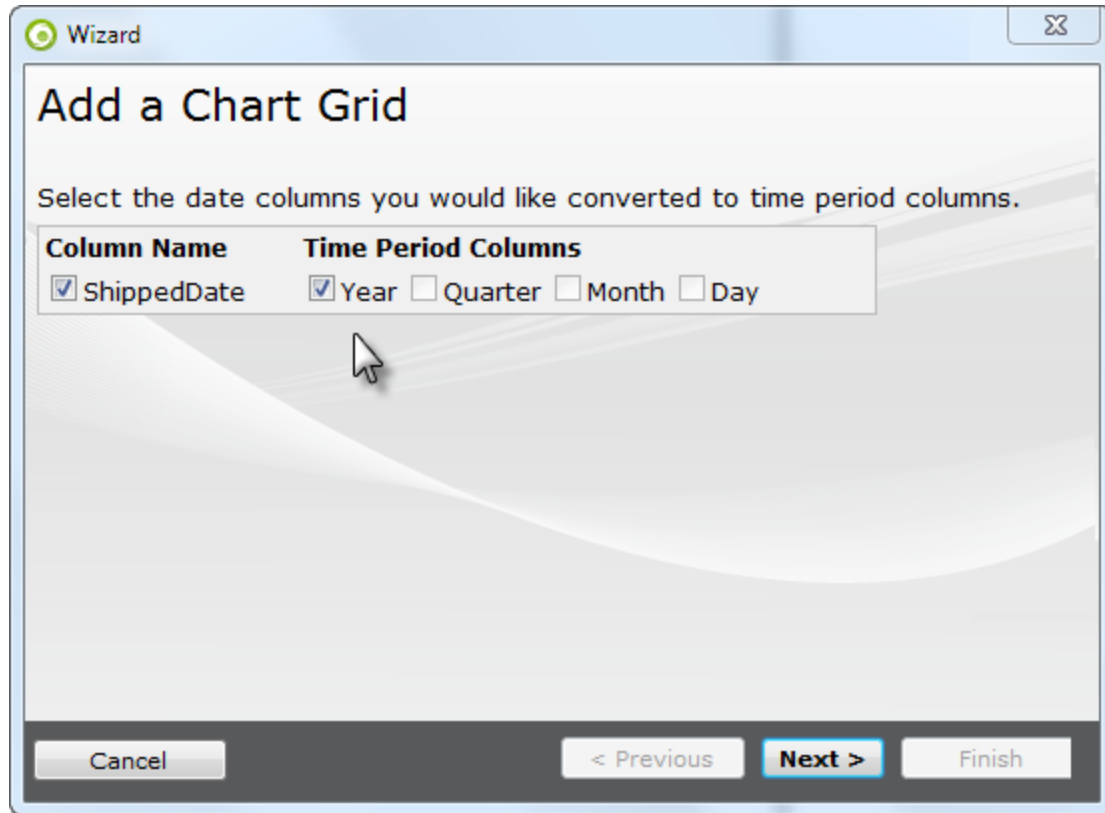 Wizard
Add a Chart Grid
Select the date columns you would like converted to time period columns.
Column Name Time Period Columns
ShippedDate Year Quarter Month Day
Cancel < Previous Next > Finish